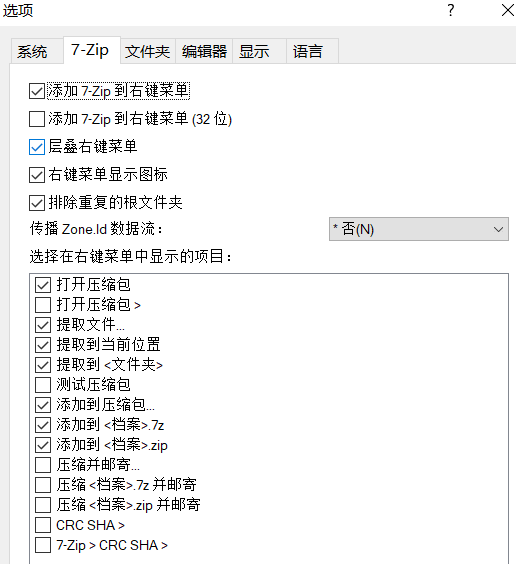 选项
系统 7-Zip 文件夹 编辑器 显示 语言
添加 7-Zip 到右键菜单
添加 7-Zip 到右键菜单 (32 位)
层叠右键菜单
右键菜单显示图标
排除重复的根文件夹
传播 Zone.Id 数据流： * 否(N)
选择在右键菜单中显示的项目：
打开压缩包
打开压缩包 >
提取文件...
提取到当前位置
提取到 <文件夹>
测试压缩包
添加到压缩包...
添加到 <档案>.7z
添加到 <档案>.zip
压缩并邮寄...
压缩 <档案>.7z 并邮寄
压缩 <档案>.zip 并邮寄
CRC SHA >
7-Zip > CRC SHA >